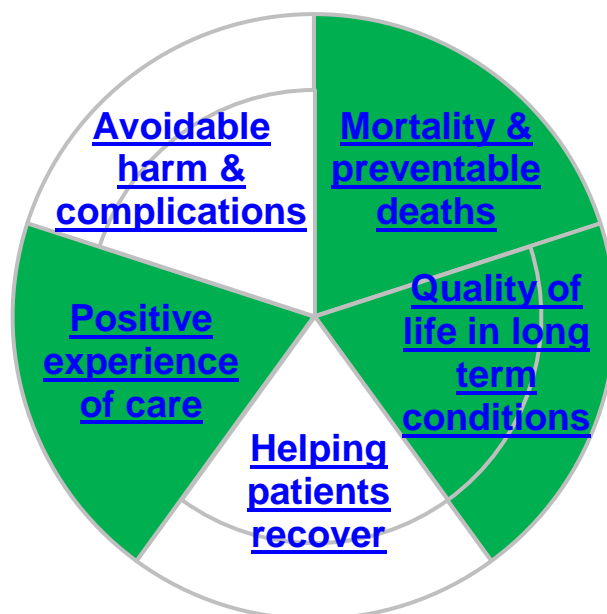 Avoidable
harm &
complications
Mortality &
preventable
deaths
Positive
experience
of care
Quality of
life in long
term
conditions
Helping
patients
recover